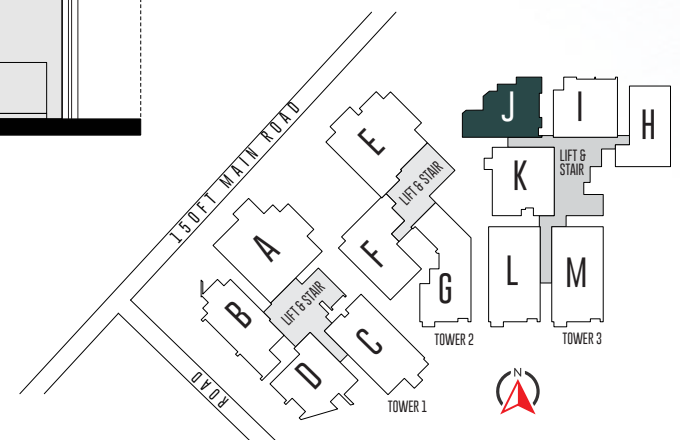 150FT MAIN ROAD
ROAD
E
A
F
B
C
D
G
LIFT & STAIR
LIFT & STAIR
TOWER 1
TOWER 2
J
I
H
K
LIFT &
STAIR
L
M
TOWER 3
N